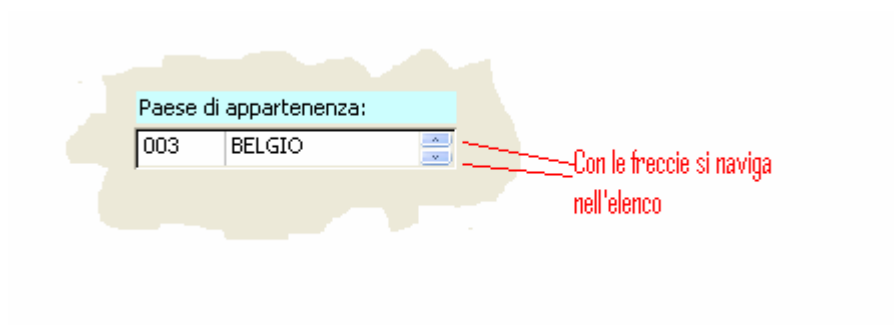 Paese di appartenenza:
003 BELGIO
Con le freccie si naviga
nell'elenco